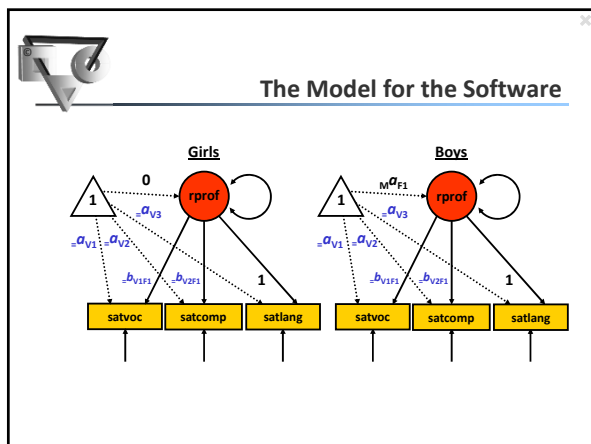 ©
The Model for the Software
Girls
Boys
0
1
rprof
=aV3
=aV1
=aV2
=bV1F1
=bV2F1
1
satvoc
satcomp
satlang
MaF1
1
rprof
=aV3
=aV1
=aV2
=bV1F1
=bV2F1
1
satvoc
satcomp
satlang